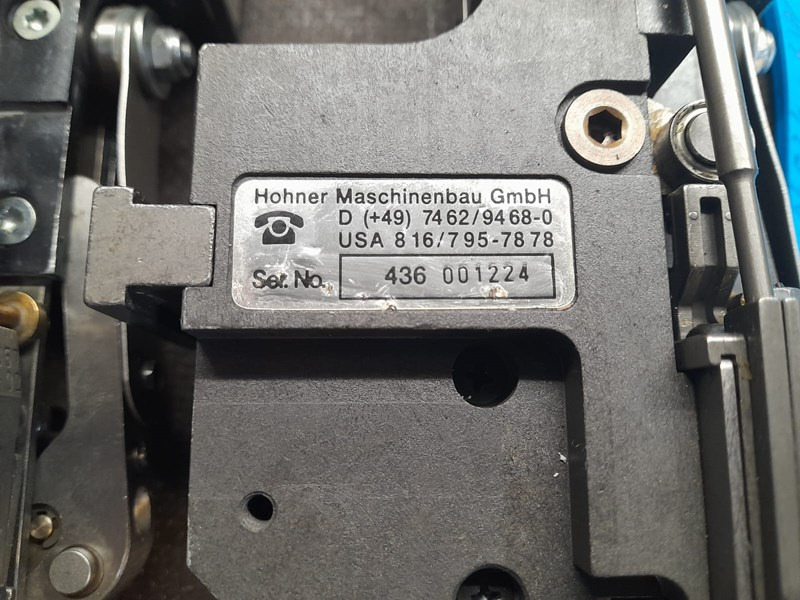 Hohner Maschinenbau GmbH
D (+49) 7462/9468-0
USA 816/795-7878
Ser. No. 436 001224